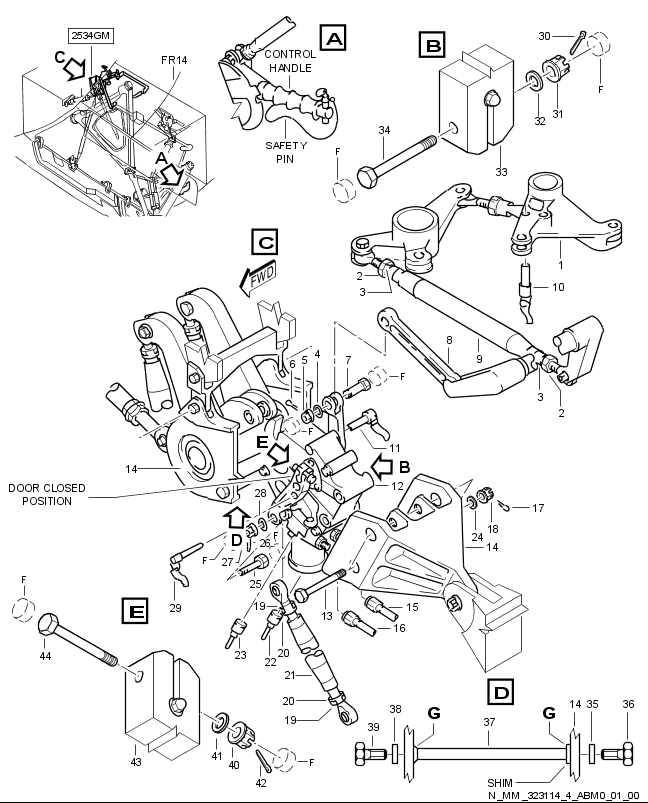 2534GM
C
FR14
A
CONTROL
HANDLE
SAFETY
PIN
A
B
30
F
31
32
33
34
F
C
FWD
2
3
1
10
8
9
3
2
6
5
4
7
F
F
11
E
B
12
14
DOOR CLOSED
POSITION
28
D
F
27
26
F
25
29
17
18
24
14
13
15
16
19
20
23
22
21
20
19
F
E
44
43
41
40
42
F
D
39
38
G
37
G
14
35
36
SHIM
N_MM_323114_4_ABM0_01_00